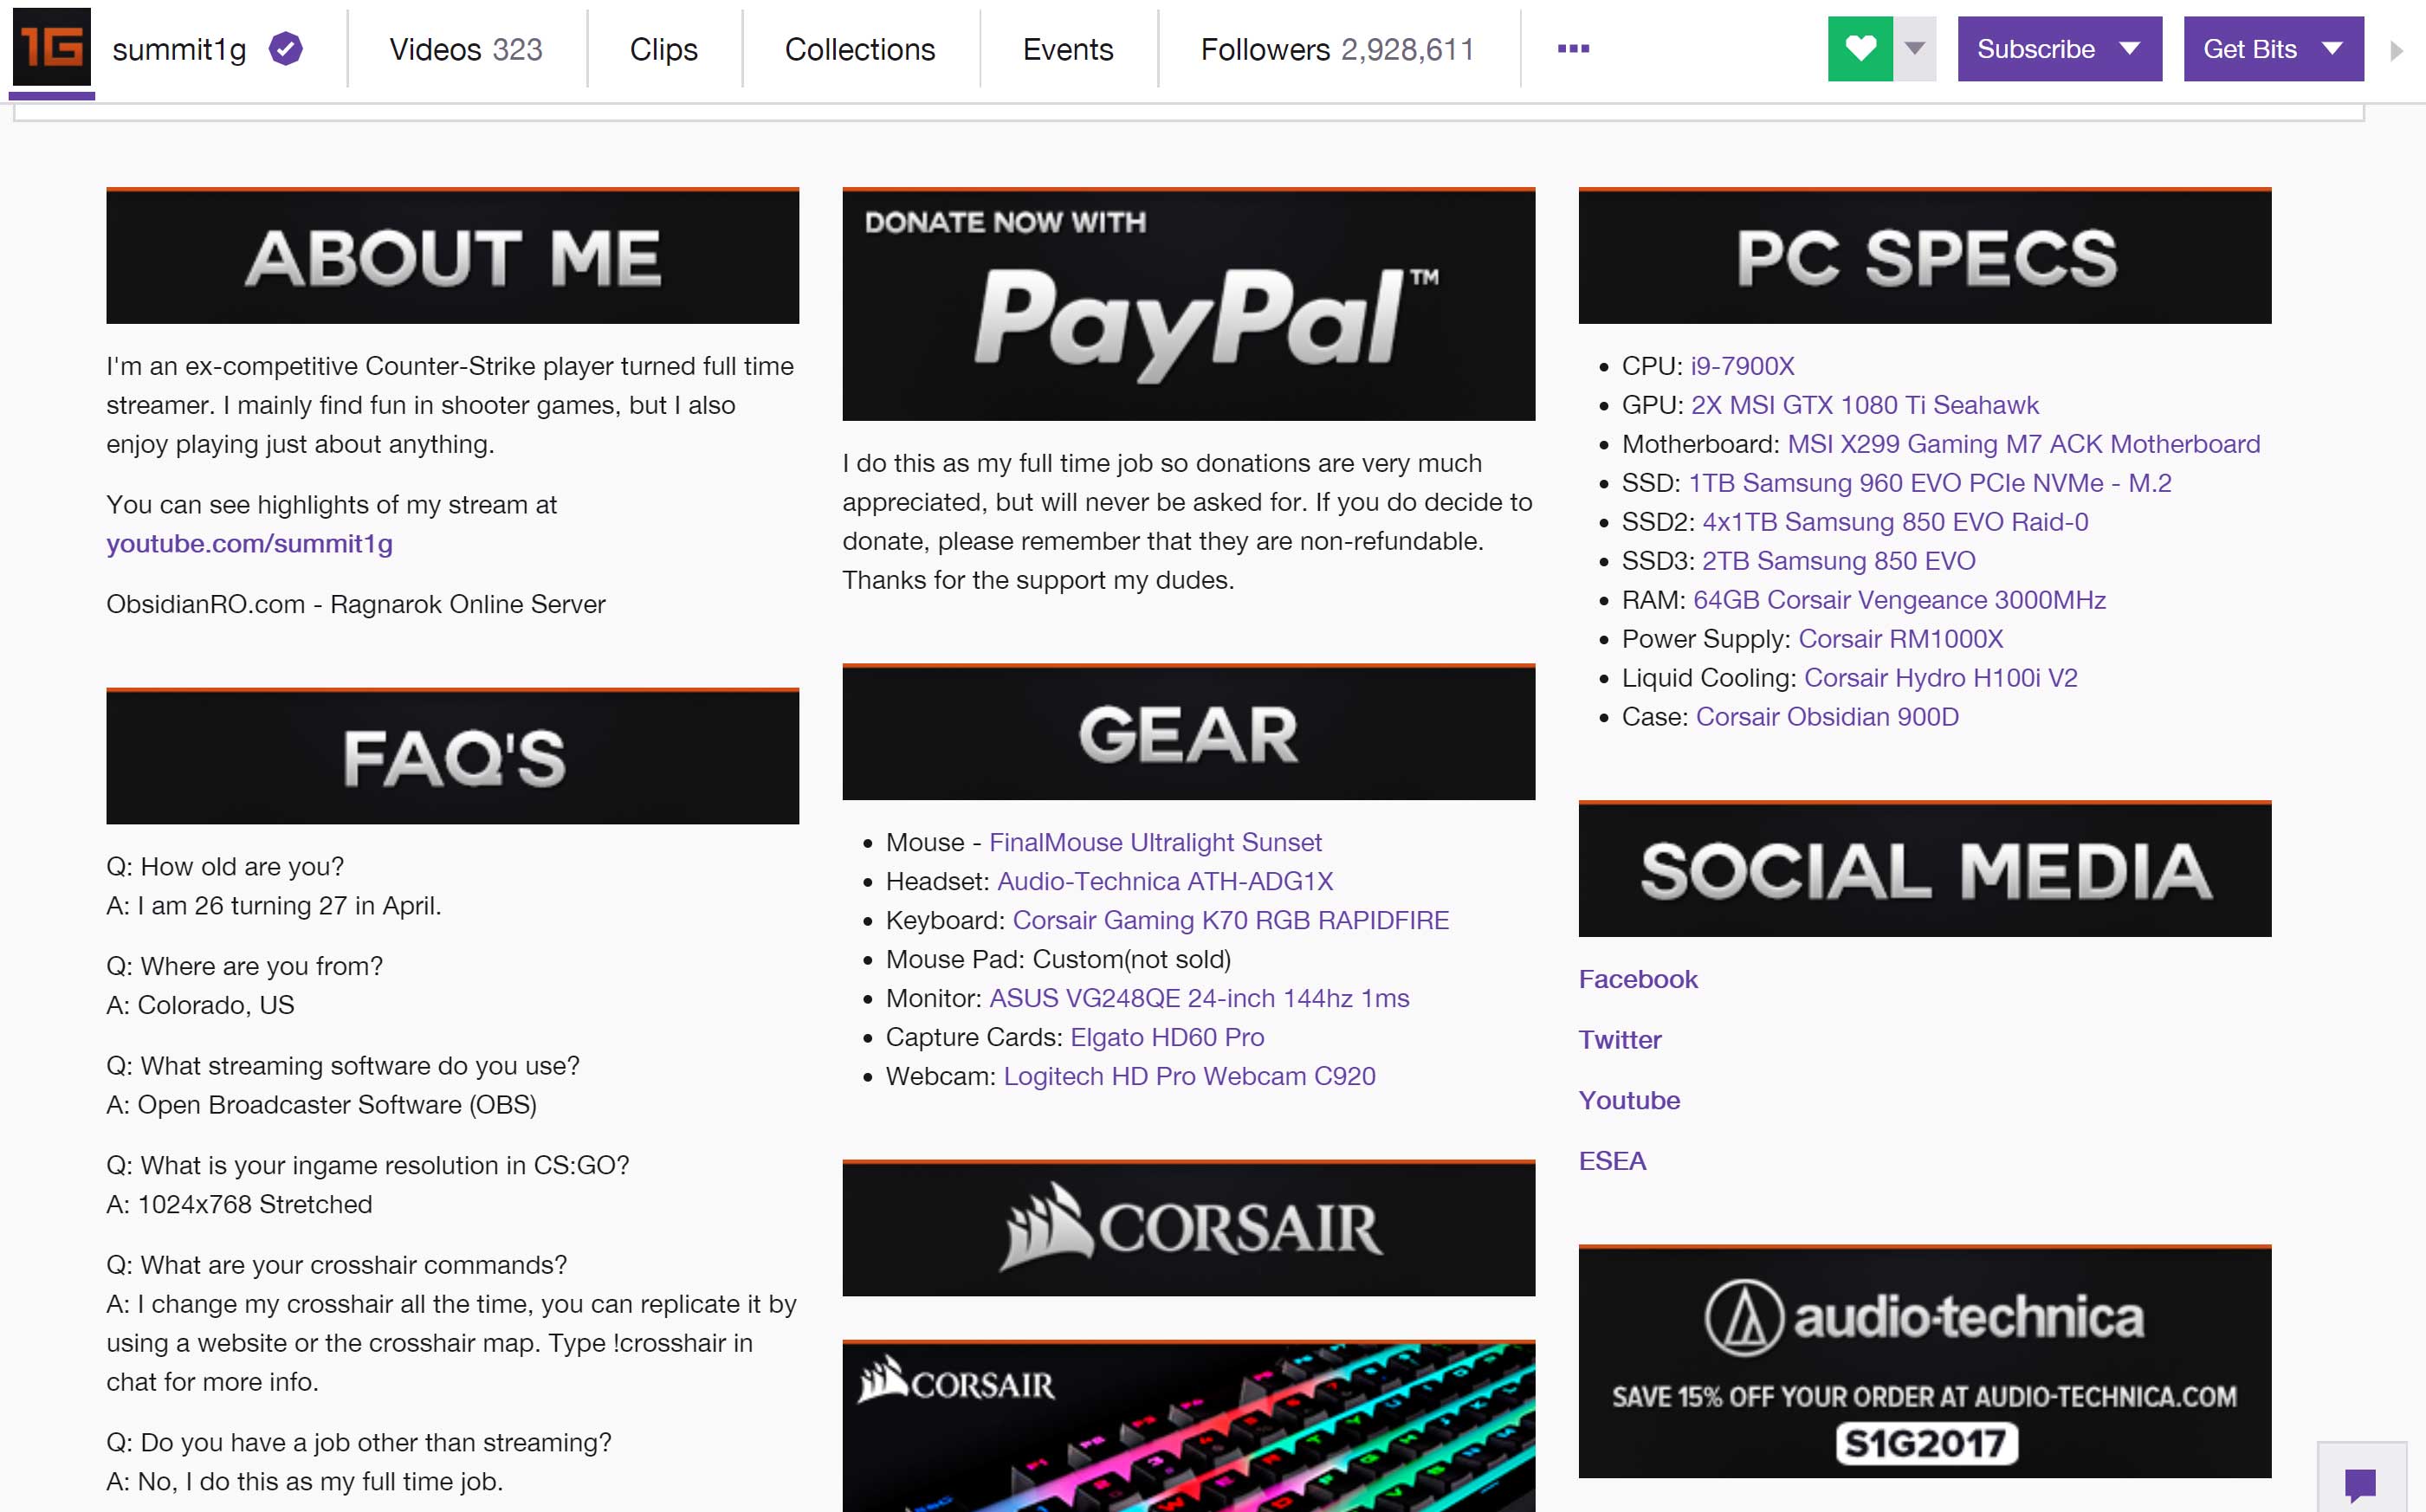 1G
summit1g
Videos 323
Clips
Collections
Events
Followers 2,928,611
Subscribe
Get Bits
ABOUT ME
I'm an ex-competitive Counter-Strike player turned full time
streamer. I mainly find fun in shooter games, but I also
enjoy playing just about anything.
You can see highlights of my stream at
youtube.com/summit1g
ObsidianRO.com - Ragnarok Online Server
FAQ'S
Q: How old are you?
A: I am 26 turning 27 in April.
Q: Where are you from?
A: Colorado, US
Q: What streaming software do you use?
A: Open Broadcaster Software (OBS)
Q: What is your ingame resolution in CS:GO?
A: 1024x768 Stretched
Q: What are your crosshair commands?
A: I change my crosshair all the time, you can replicate it by
using a website or the crosshair map. Type !crosshair in
chat for more info.
Q: Do you have a job other than streaming?
A: No, I do this as my full time job.
DONATE NOW WITH
PayPal™
I do this as my full time job so donations are very much
appreciated, but will never be asked for. If you do decide to
donate, please remember that they are non-refundable.
Thanks for the support my dudes.
GEAR
Mouse - FinalMouse Ultralight Sunset
Headset: Audio-Technica ATH-ADG1X
Keyboard: Corsair Gaming K70 RGB RAPIDFIRE
Mouse Pad: Custom(not sold)
Monitor: ASUS VG248QE 24-inch 144hz 1ms
Capture Cards: Elgato HD60 Pro
Webcam: Logitech HD Pro Webcam C920
CORSAIR
CORSAIR
PC SPECS
CPU: i9-7900X
GPU: 2X MSI GTX 1080 Ti Seahawk
Motherboard: MSI X299 Gaming M7 ACK Motherboard
SSD: 1TB Samsung 960 EVO PCIe NVMe - M.2
SSD2: 4x1TB Samsung 850 EVO Raid-0
SSD3: 2TB Samsung 850 EVO
RAM: 64GB Corsair Vengeance 3000MHz
Power Supply: Corsair RM1000X
Liquid Cooling: Corsair Hydro H100i V2
Case: Corsair Obsidian 900D
SOCIAL MEDIA
Facebook
Twitter
Youtube
ESEA
audio-technica
SAVE 15% OFF YOUR ORDER AT AUDIO-TECHNICA.COM
S1G2017